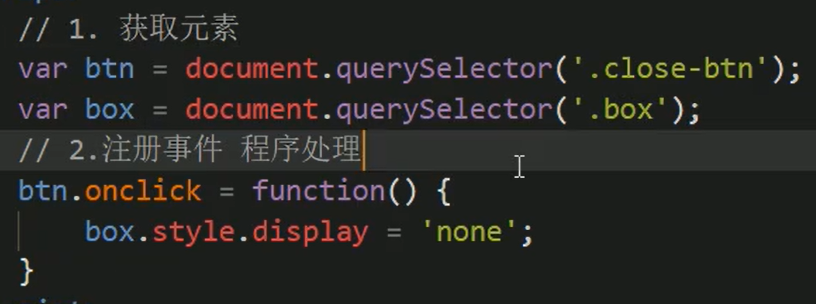 // 1. 获取元素
var btn = document.querySelector('.close-btn');
var box = document.querySelector('.box');
// 2.注册事件 程序处理
btn.onclick = function() {
    box.style.display = 'none';
}